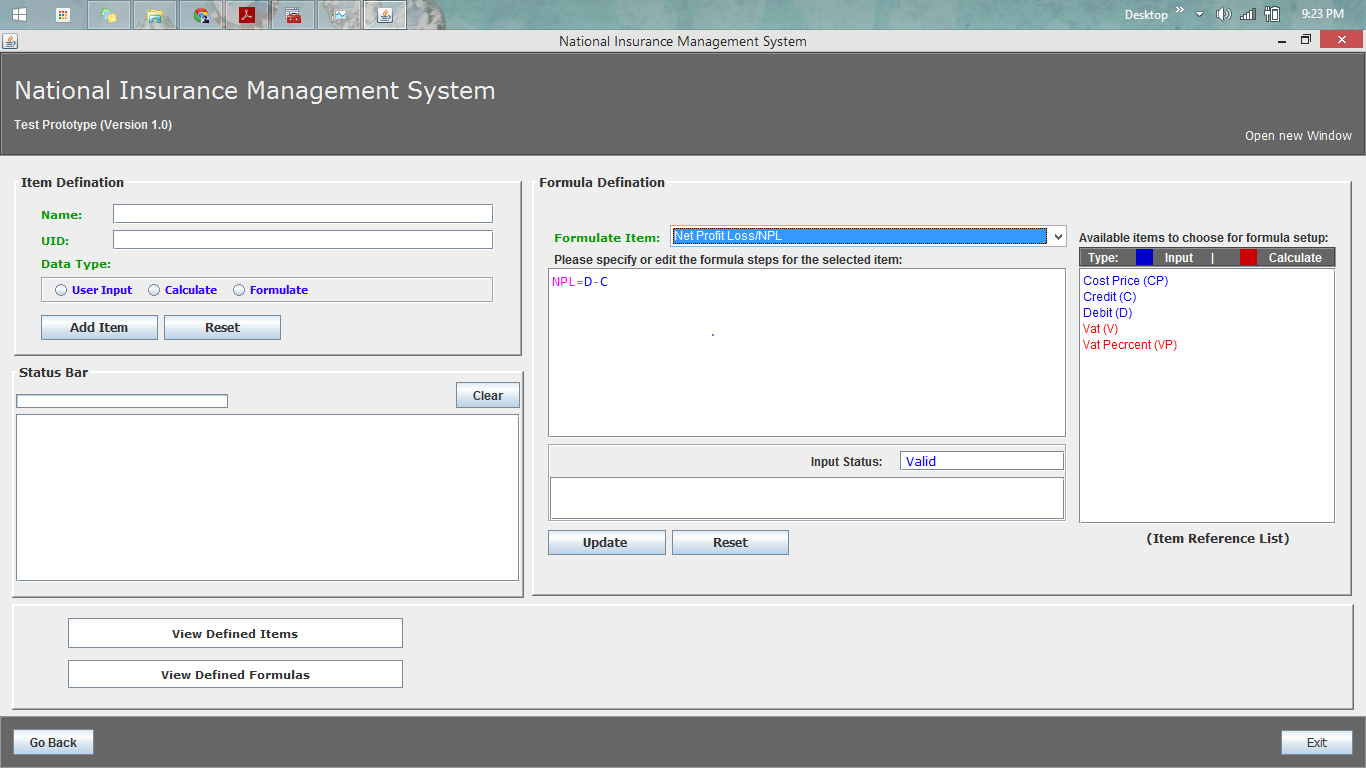 Desktop »
9:23 PM
National Insurance Management System
National Insurance Management System
Test Prototype (Version 1.0)
Open new Window
Item Defination
Name:
UID:
Data Type:
User Input Calculate Formulate
Add Item Reset
Status Bar
Clear
Formula Defination
Formulate Item: Net Profit Loss/NPL
Please specify or edit the formula steps for the selected item:
NPL=D-C
Input Status: Valid
Update Reset
Available items to choose for formula setup:
Type: Input | Calculate
Cost Price (CP)
Credit (C)
Debit (D)
Vat (V)
Vat Pecrcent (VP)
(Item Reference List)
View Defined Items
View Defined Formulas
Go Back
Exit